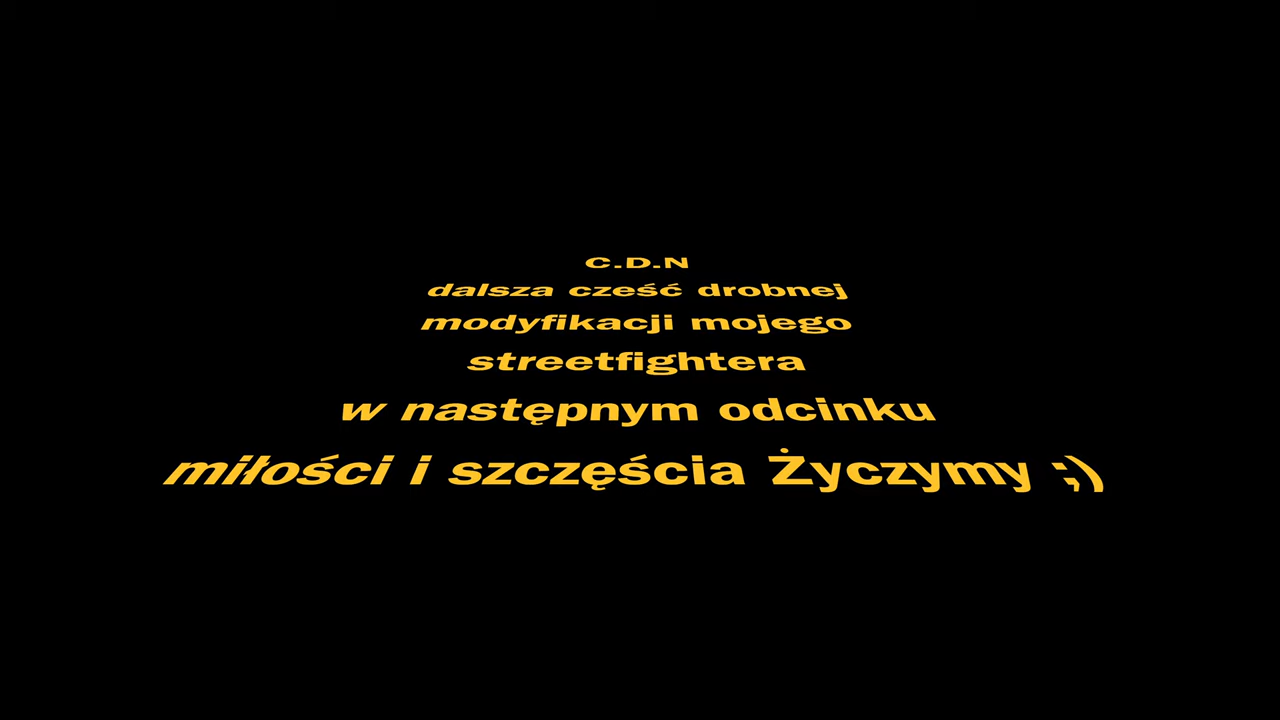 C.D.N
dalsza cześć drobnej
modyfikacji mojego
streetfightera
w następnym odcinku
miłości i szczęścia Życzymy ;)